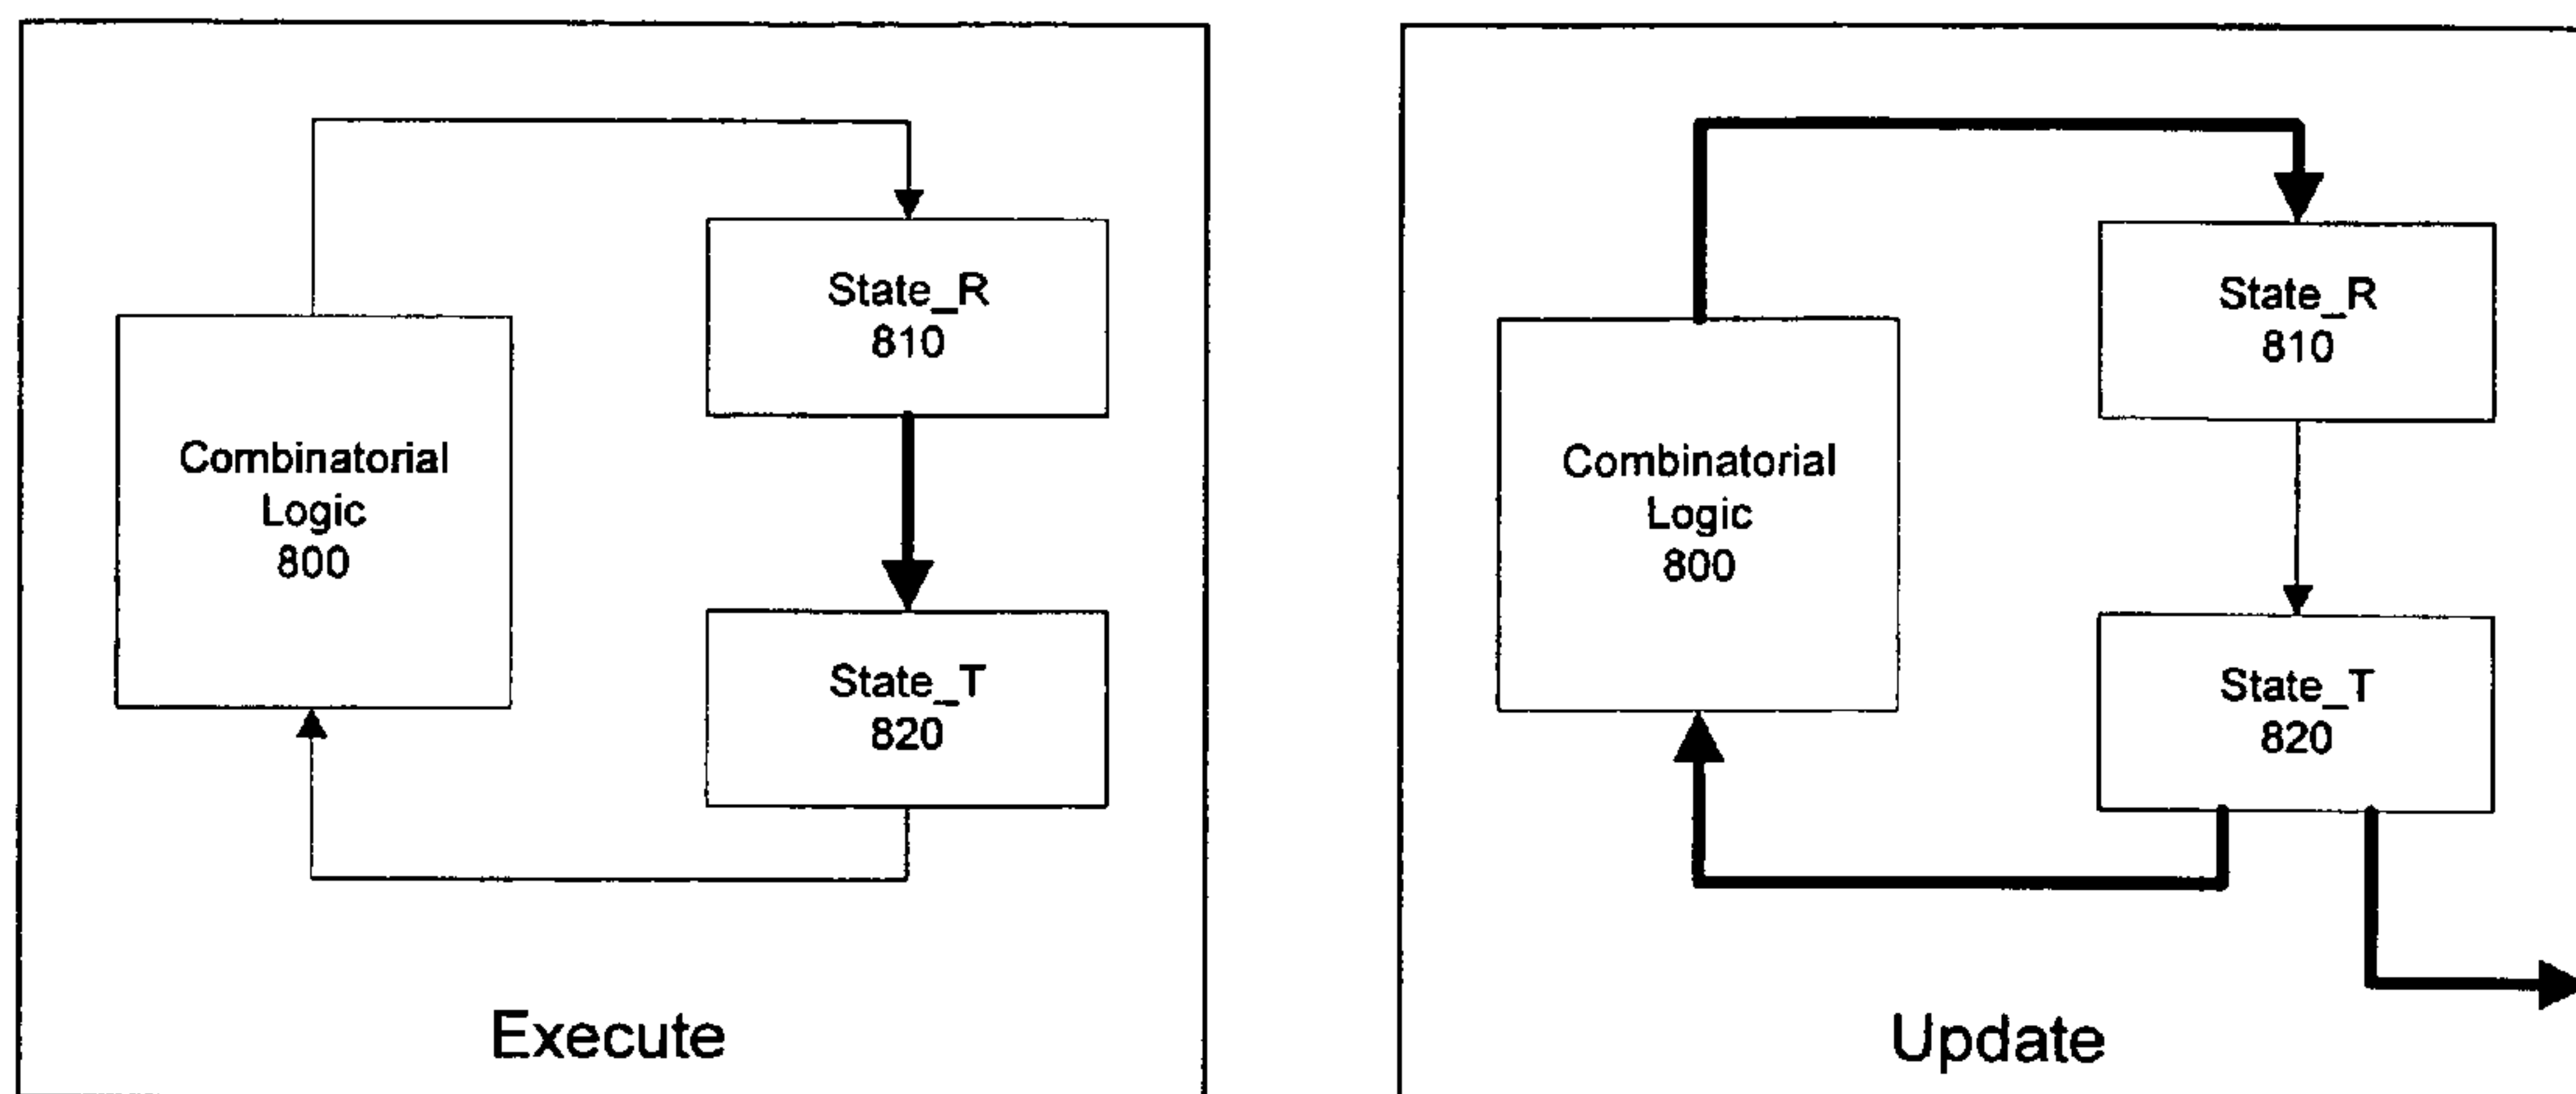 State_R
810
Combinatorial
Logic
800
State_T
820
Execute
State_R
810
Combinatorial
Logic
800
State_T
820
Update